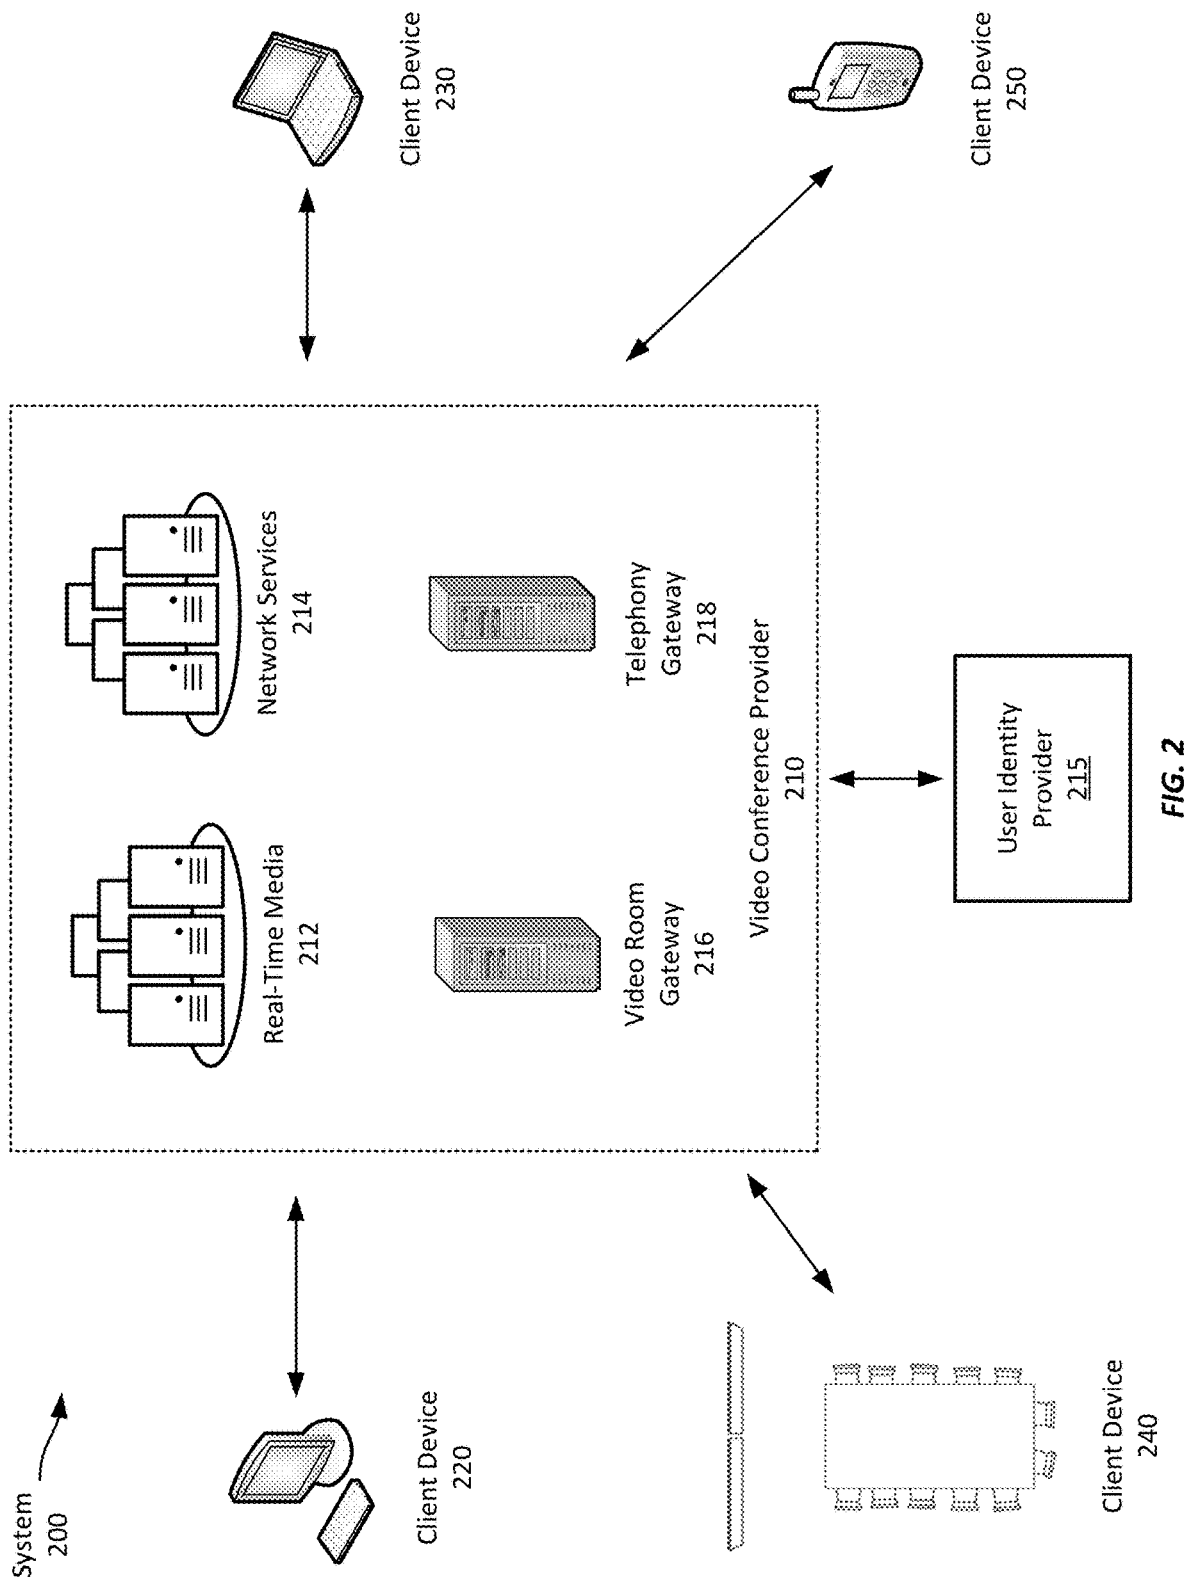 System
200
Real-Time Media
212
Network Services
214
Client Device
220
Client Device
230
Video Room
Gateway
216
Telephony
Gateway
218
Video Conference Provider
210
Client Device
240
User Identity
Provider
215
Client Device
250
FIG. 2